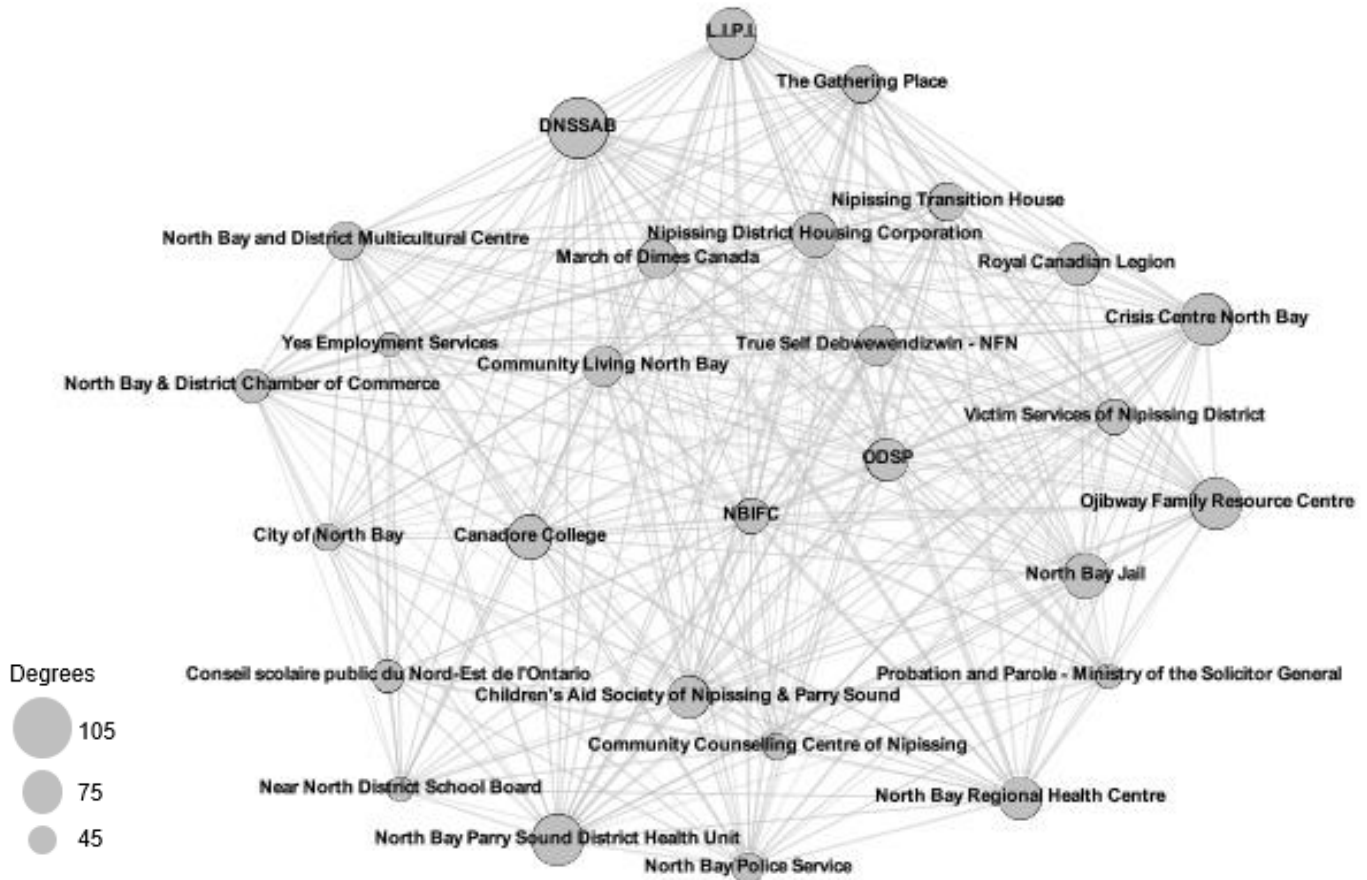 L.I.P.I.
The Gathering Place
DNSSAB
Nipissing Transition House
Nipissing District Housing Corporation
North Bay and District Multicultural Centre
March of Dimes Canada
Royal Canadian Legion
Crisis Centre North Bay
Yes Employment Services
True Self Debwewendizwin - NFN
Community Living North Bay
North Bay & District Chamber of Commerce
Victim Services of Nipissing District
ODSP
Ojibway Family Resource Centre
NBIFC
City of North Bay
Canadore College
North Bay Jail
Conseil scolaire public du Nord-Est de l'Ontario
Probation and Parole - Ministry of the Solicitor General
Degrees
Children's Aid Society of Nipissing & Parry Sound
105
Community Counselling Centre of Nipissing
Near North District School Board
75
North Bay Regional Health Centre
45
North Bay Parry Sound District Health Unit
North Bay Police Service